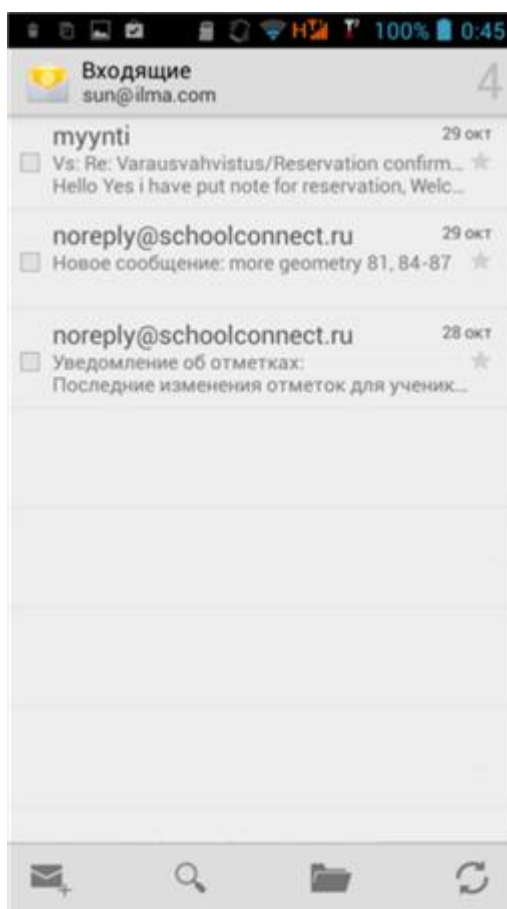 100% 0:45
Входящие
sun@ilma.com
4
myynti 29 окт
Vs: Re: Varausvahvistus/Reservation confirm...
Hello Yes i have put note for reservation, Welc...
noreply@schoolconnect.ru 29 окт
Новое сообщение: more geometry 81, 84-87
noreply@schoolconnect.ru 28 окт
Уведомление об отметках:
Последние изменения отметок для ученик...